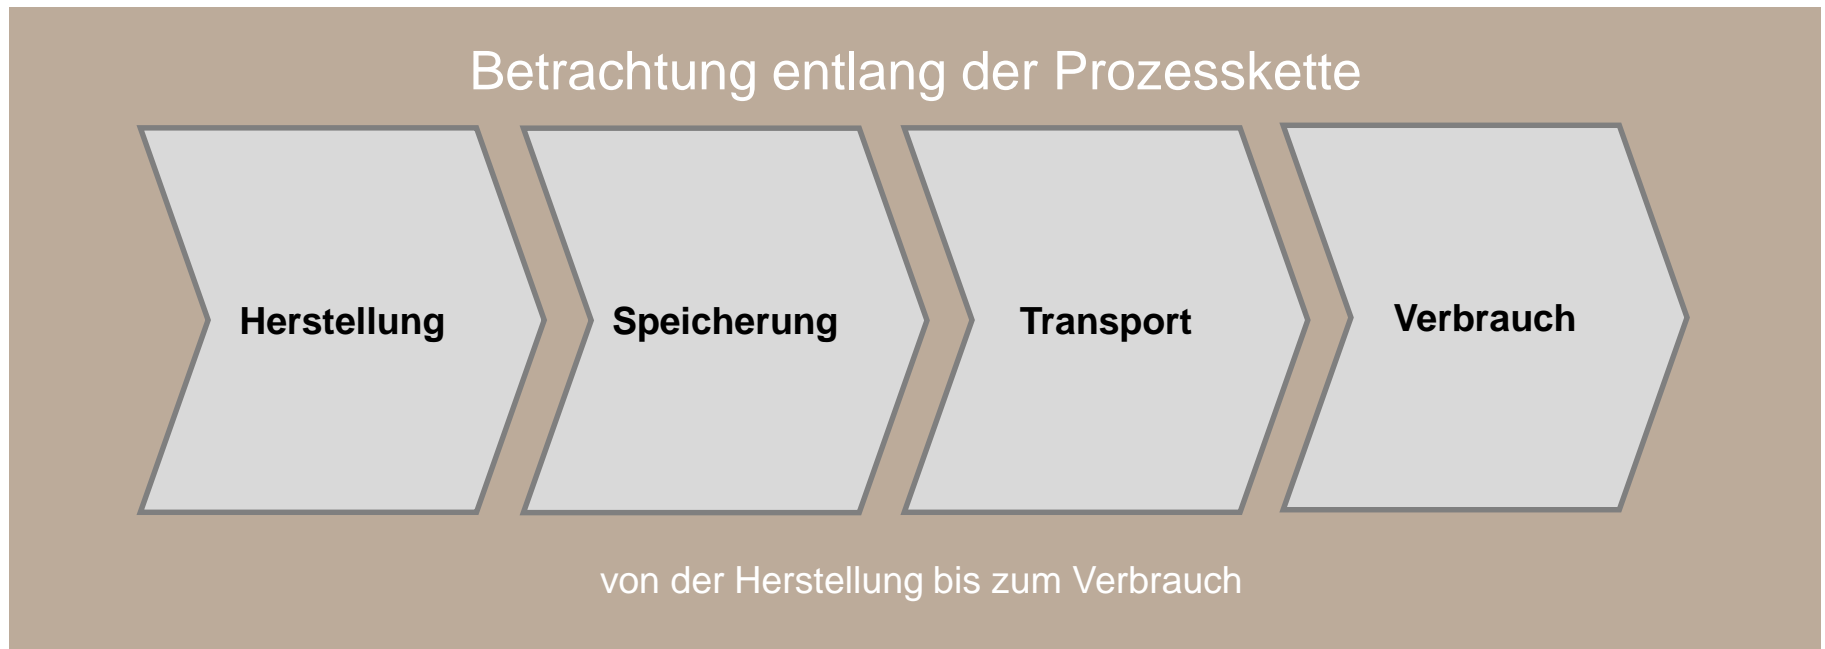 Betrachtung entlang der Prozesskette
Herstellung
Speicherung
Transport
Verbrauch
von der Herstellung bis zum Verbrauch